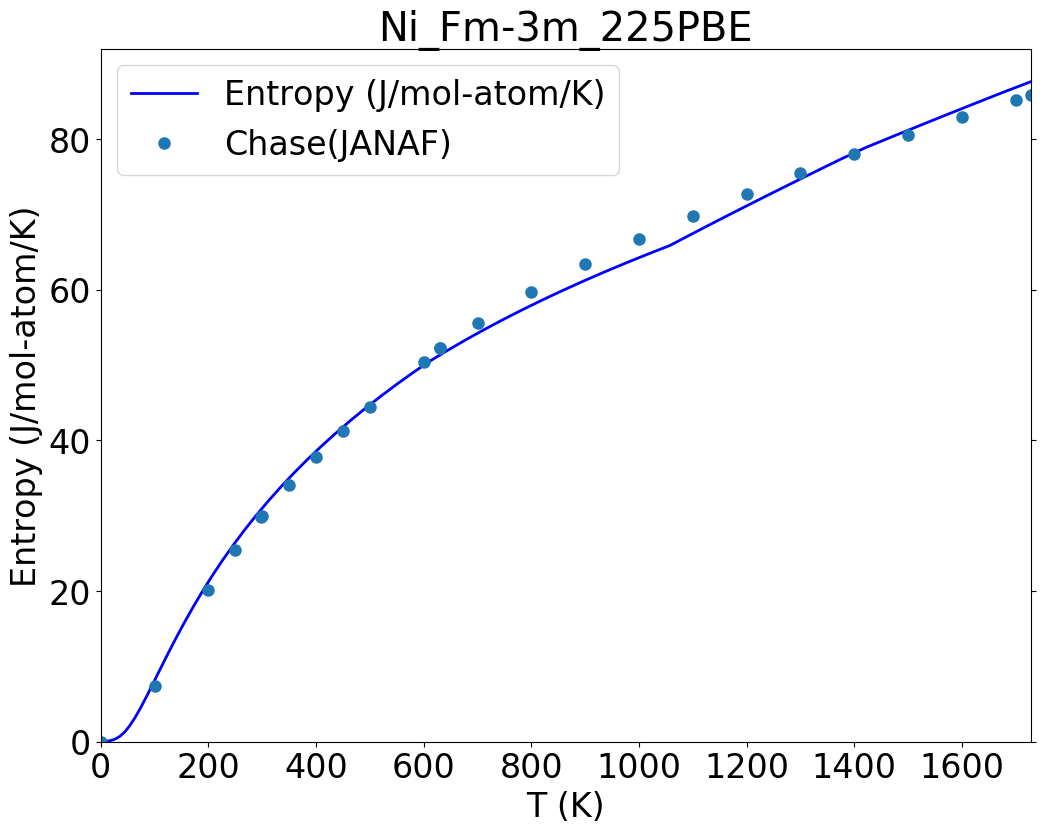 Ni_Fm-3m_225PBE
Entropy (J/mol-atom/K)
Chase(JANAF)
Entropy (J/mol-atom/K)
80
60
40
20
0
0 200 400 600 800 1000 1200 1400 1600
T (K)